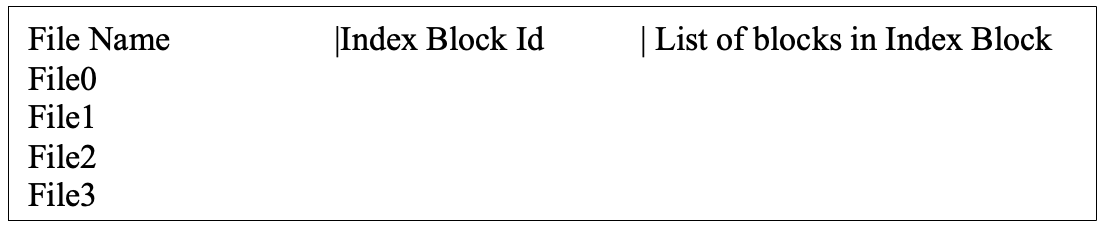 File Name |Index Block Id | List of blocks in Index Block
File0
File1
File2
File3